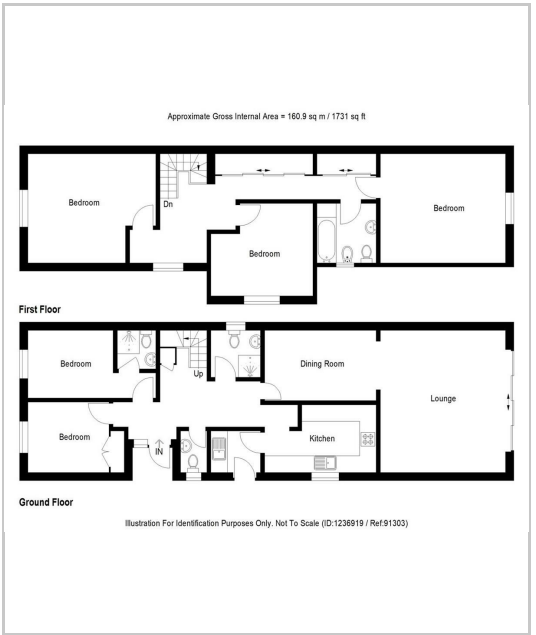 Approximate Gross Internal Area = 160.9 sq m / 1731 sq ft
Bedroom
Dn
Bedroom
Bedroom
First Floor
Bedroom
Up
Dining Room
Lounge
Bedroom
IN
Kitchen
Ground Floor
Illustration For Identification Purposes Only. Not To Scale (ID:1236919 / Ref:91303)